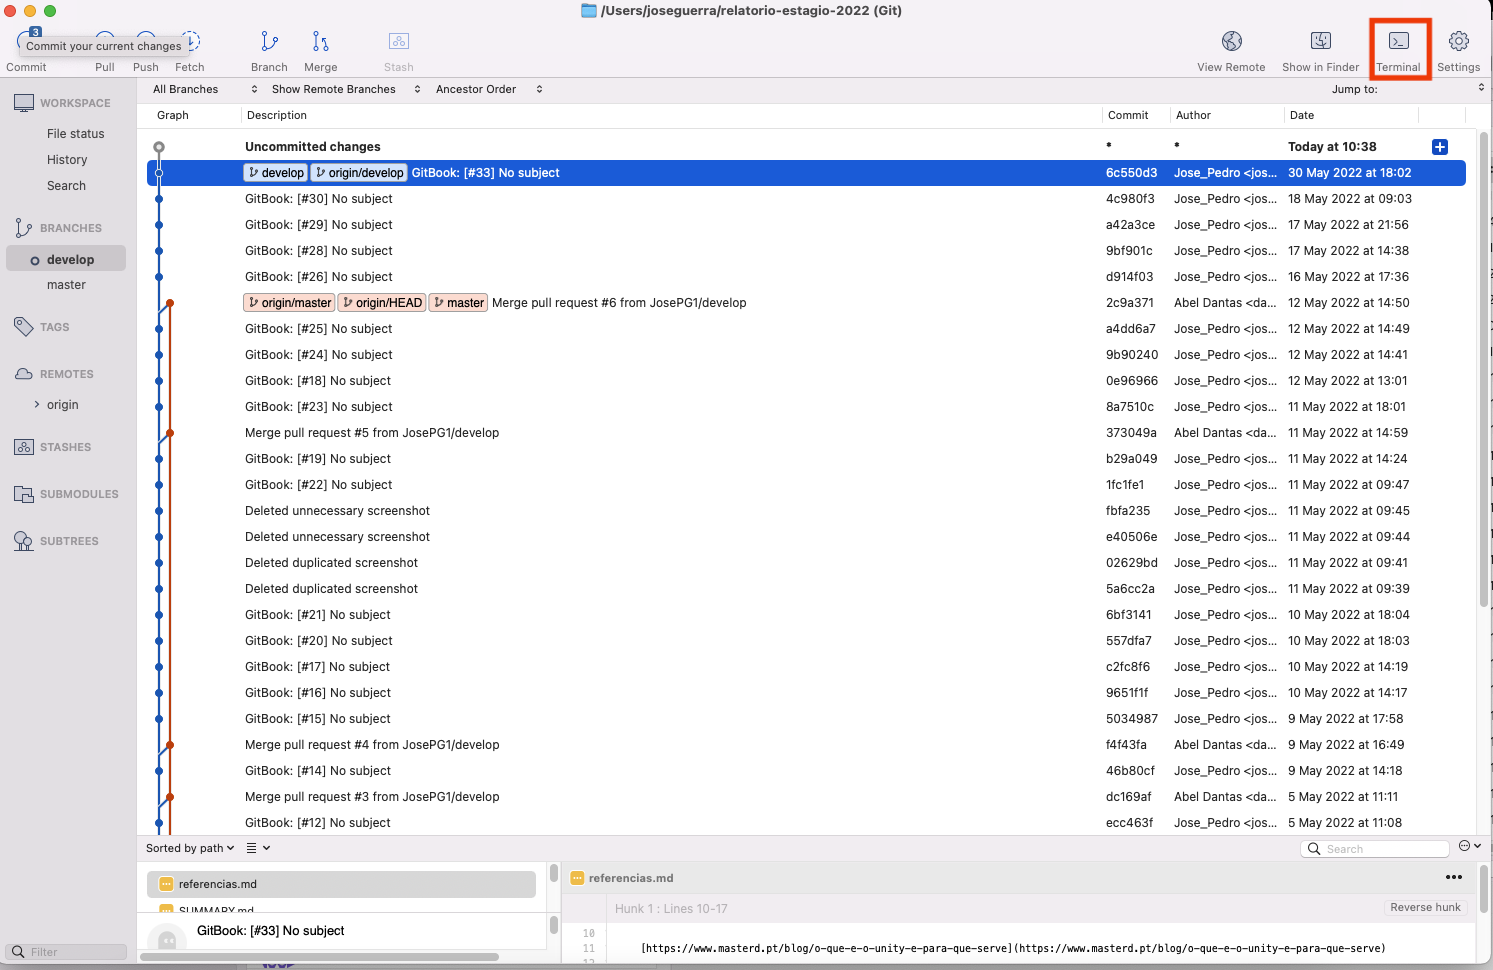 /Users/joseguerra/relatorio-estagio-2022 (Git)
3
Commit your current changes
Commit Pull Push Fetch Branch Merge Stash View Remote Show in Finder Terminal Settings
All Branches Show Remote Branches Ancestor Order Jump to:
Graph Description Commit Author Date
Uncommitted changes * * Today at 10:38
develop origin/develop GitBook: [#33] No subject 6c550d3 Jose_Pedro <jos... 30 May 2022 at 18:02
GitBook: [#30] No subject 4c980f3 Jose_Pedro <jos... 18 May 2022 at 09:03
GitBook: [#29] No subject a42a3ce Jose_Pedro <jos... 17 May 2022 at 21:56
GitBook: [#28] No subject 9bf901c Jose_Pedro <jos... 17 May 2022 at 14:38
GitBook: [#26] No subject d914f03 Jose_Pedro <jos... 16 May 2022 at 17:36
origin/master origin/HEAD master Merge pull request #6 from JosePG1/develop 2c9a371 Abel Dantas <da... 12 May 2022 at 14:50
GitBook: [#25] No subject a4dd6a7 Jose_Pedro <jos... 12 May 2022 at 14:49
GitBook: [#24] No subject 9b90240 Jose_Pedro <jos... 12 May 2022 at 14:41
GitBook: [#18] No subject 0e96966 Jose_Pedro <jos... 12 May 2022 at 13:01
GitBook: [#23] No subject 8a7510c Jose_Pedro <jos... 11 May 2022 at 18:01
Merge pull request #5 from JosePG1/develop 373049a Abel Dantas <da... 11 May 2022 at 14:59
GitBook: [#19] No subject b29a049 Jose_Pedro <jos... 11 May 2022 at 14:24
GitBook: [#22] No subject 1fc1fe1 Jose_Pedro <jos... 11 May 2022 at 09:47
Deleted unnecessary screenshot fbfa235 Jose_Pedro <jos... 11 May 2022 at 09:45
Deleted unnecessary screenshot e40506e Jose_Pedro <jos... 11 May 2022 at 09:44
Deleted duplicated screenshot 02629bd Jose_Pedro <jos... 11 May 2022 at 09:41
Deleted duplicated screenshot 5a6cc2a Jose_Pedro <jos... 11 May 2022 at 09:39
GitBook: [#21] No subject 6bf3141 Jose_Pedro <jos... 10 May 2022 at 18:04
GitBook: [#20] No subject 557dfa7 Jose_Pedro <jos... 10 May 2022 at 18:03
GitBook: [#17] No subject c2fc8f6 Jose_Pedro <jos... 10 May 2022 at 14:19
GitBook: [#16] No subject 9651f1f Jose_Pedro <jos... 10 May 2022 at 14:17
GitBook: [#15] No subject 5034987 Jose_Pedro <jos... 9 May 2022 at 17:58
Merge pull request #4 from JosePG1/develop f4f43fa Abel Dantas <da... 9 May 2022 at 16:49
GitBook: [#14] No subject 46b80cf Jose_Pedro <jos... 9 May 2022 at 14:18
Merge pull request #3 from JosePG1/develop dc169af Abel Dantas <da... 5 May 2022 at 11:11
GitBook: [#12] No subject ecc463f Jose_Pedro <jos... 5 May 2022 at 11:08
WORKSPACE
File status
History
Search
BRANCHES
develop
master
TAGS
REMOTES
origin
STASHES
SUBMODULES
SUBTREES
Filter
Sorted by path
Search
referencias.md
SUMMARY.md
GitBook: [#33] No subject
referencias.md
Hunk 1 : Lines 10-17 Reverse hunk
10
11 [https://www.masterd.pt/blog/o-que-e-o-unity-e-para-que-serve](https://www.masterd.pt/blog/o-que-e-o-unity-e-para-que-serve)